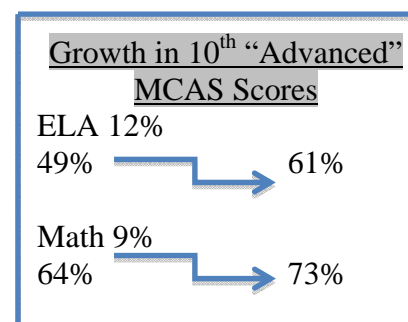 Growth in 10th “Advanced”
MCAS Scores
ELA 12%
49% 61%
Math 9%
64% 73%